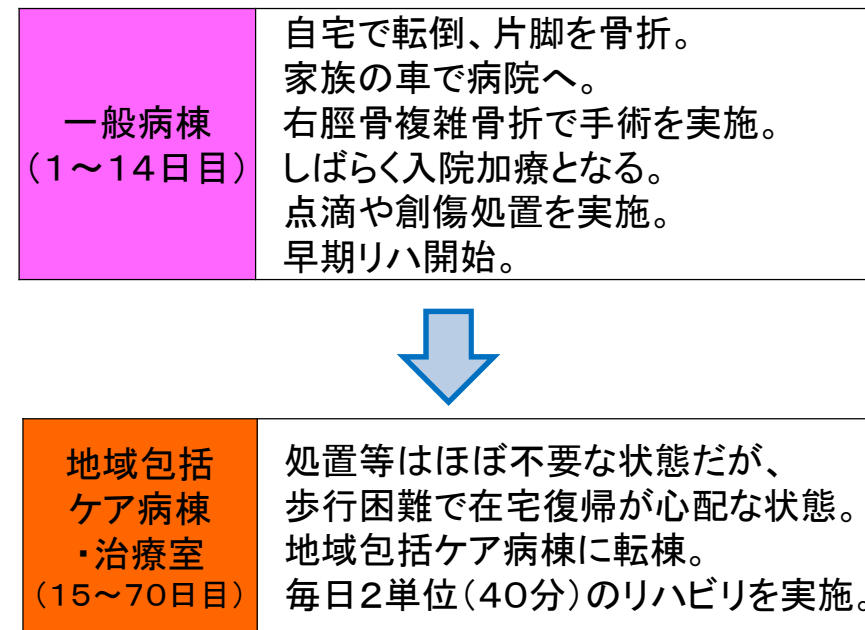 一般病棟
(1～14日目)
自宅で転倒、片脚を骨折。
家族の車で病院へ。
右脛骨複雑骨折で手術を実施。
しばらく入院加療となる。
点滴や創傷処置を実施。
早期リハ開始。
地域包括
ケア病棟
・治療室
(15～70日目)
処置等はほぼ不要な状態だが、
歩行困難で在宅復帰が心配な状態。
地域包括ケア病棟に転棟。
毎日2単位(40分)のリハビリを実施。